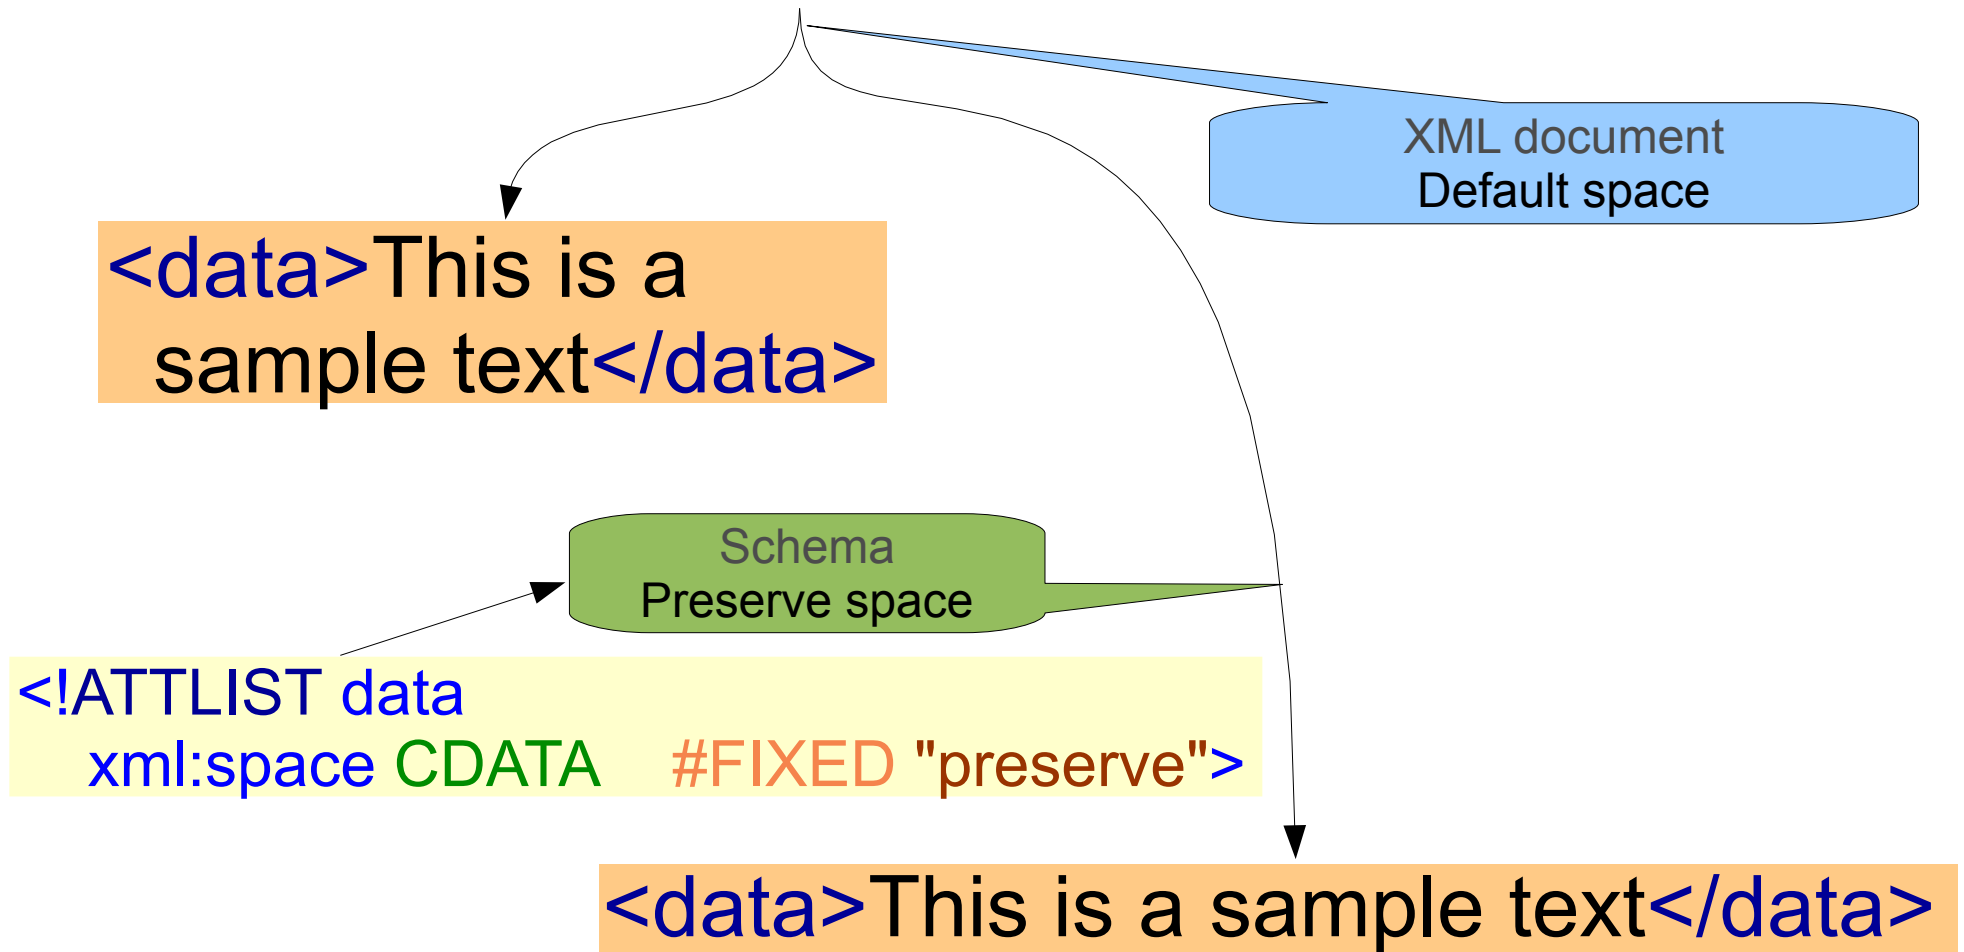 XML document
Default space
<data>This is a
sample text</data>
Schema
Preserve space
<!ATTLIST data
xml:space CDATA #FIXED "preserve">
<data>This is a sample text</data>